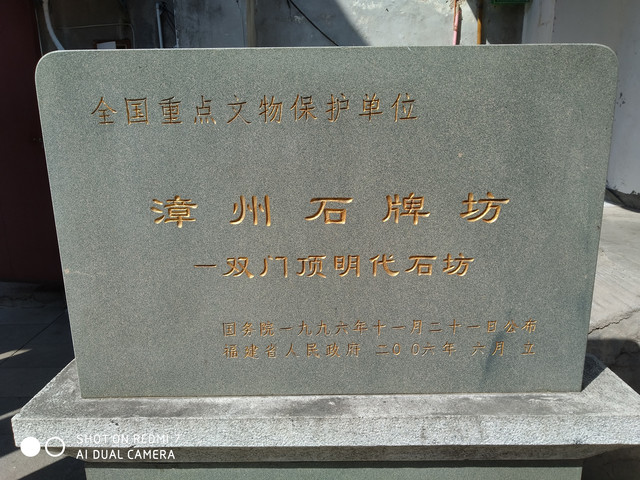 全国重点文物保护单位
漳州石牌坊
—双门顶明代石坊
国务院一九九六年十一月二十一日公布
福建省人民政府 二〇〇六年 六月 立
SHOT ON REDMI 7
AI DUAL CAMERA